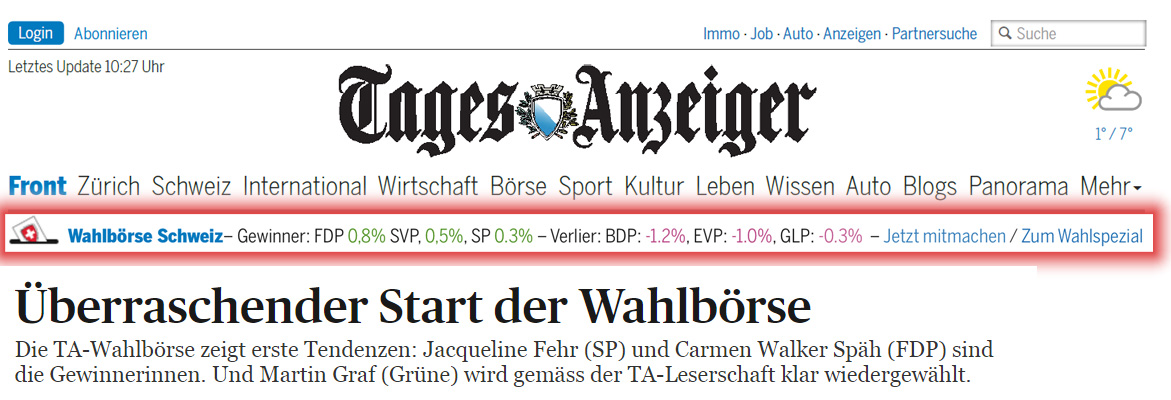 Login Abonnieren Immo · Job · Auto · Anzeigen · Partnersuche Suche
Letztes Update 10:27 Uhr
Tages Anzeiger
1° / 7°
Front Zürich Schweiz International Wirtschaft Börse Sport Kultur Leben Wissen Auto Blogs Panorama Mehr
Wahlbörse Schweiz– Gewinner: FDP 0,8% SVP, 0,5%, SP 0.3% – Verlier: BDP: -1.2%, EVP: -1.0%, GLP: -0.3% – Jetzt mitmachen / Zum Wahlspezial
Überraschender Start der Wahlbörse
Die TA-Wahlbörse zeigt erste Tendenzen: Jacqueline Fehr (SP) und Carmen Walker Späh (FDP) sind
die Gewinnerinnen. Und Martin Graf (Grüne) wird gemäss der TA-Leserschaft klar wiedergewählt.